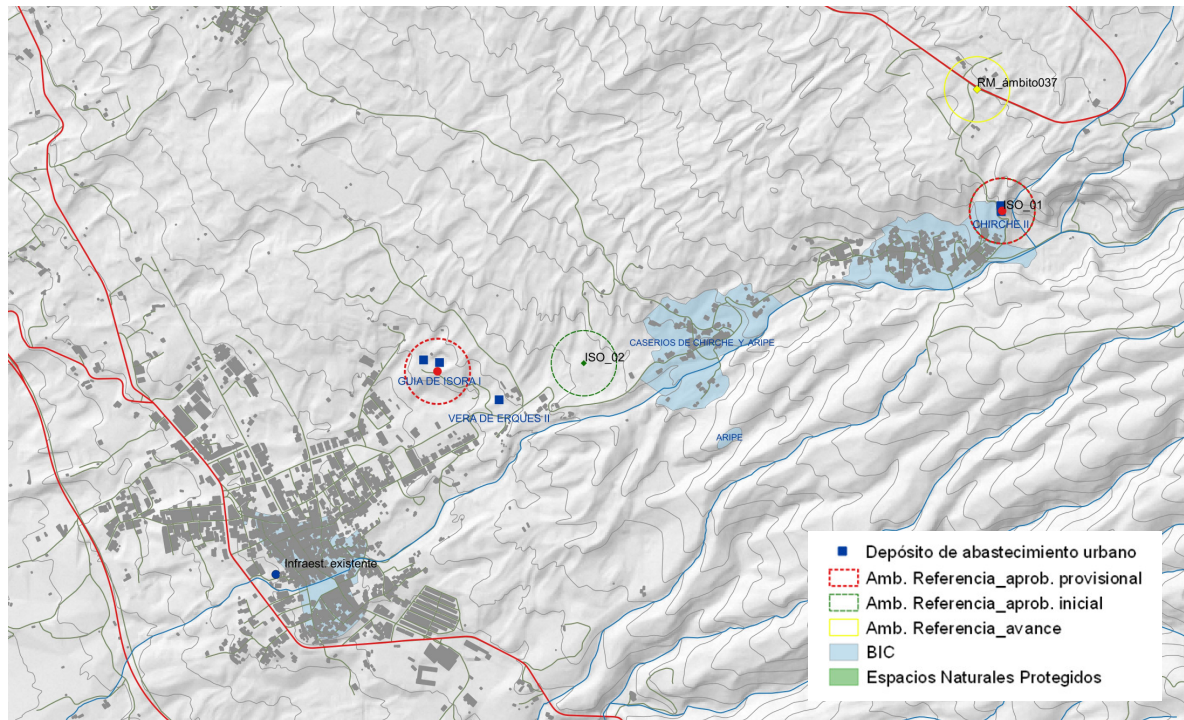 RM_ámbito037
ISO_01
CHIRCHE II
CASERIOS DE CHIRCHE Y ARIPE
ISO_02
GUIA DE ISORA I
VERA DE ERQUES II
ARIPE
Infraest. existente
Depósito de abastecimiento urbano
Amb. Referencia_aprob. provisional
Amb. Referencia_aprob. inicial
Amb. Referencia_avance
BIC
Espacios Naturales Protegidos